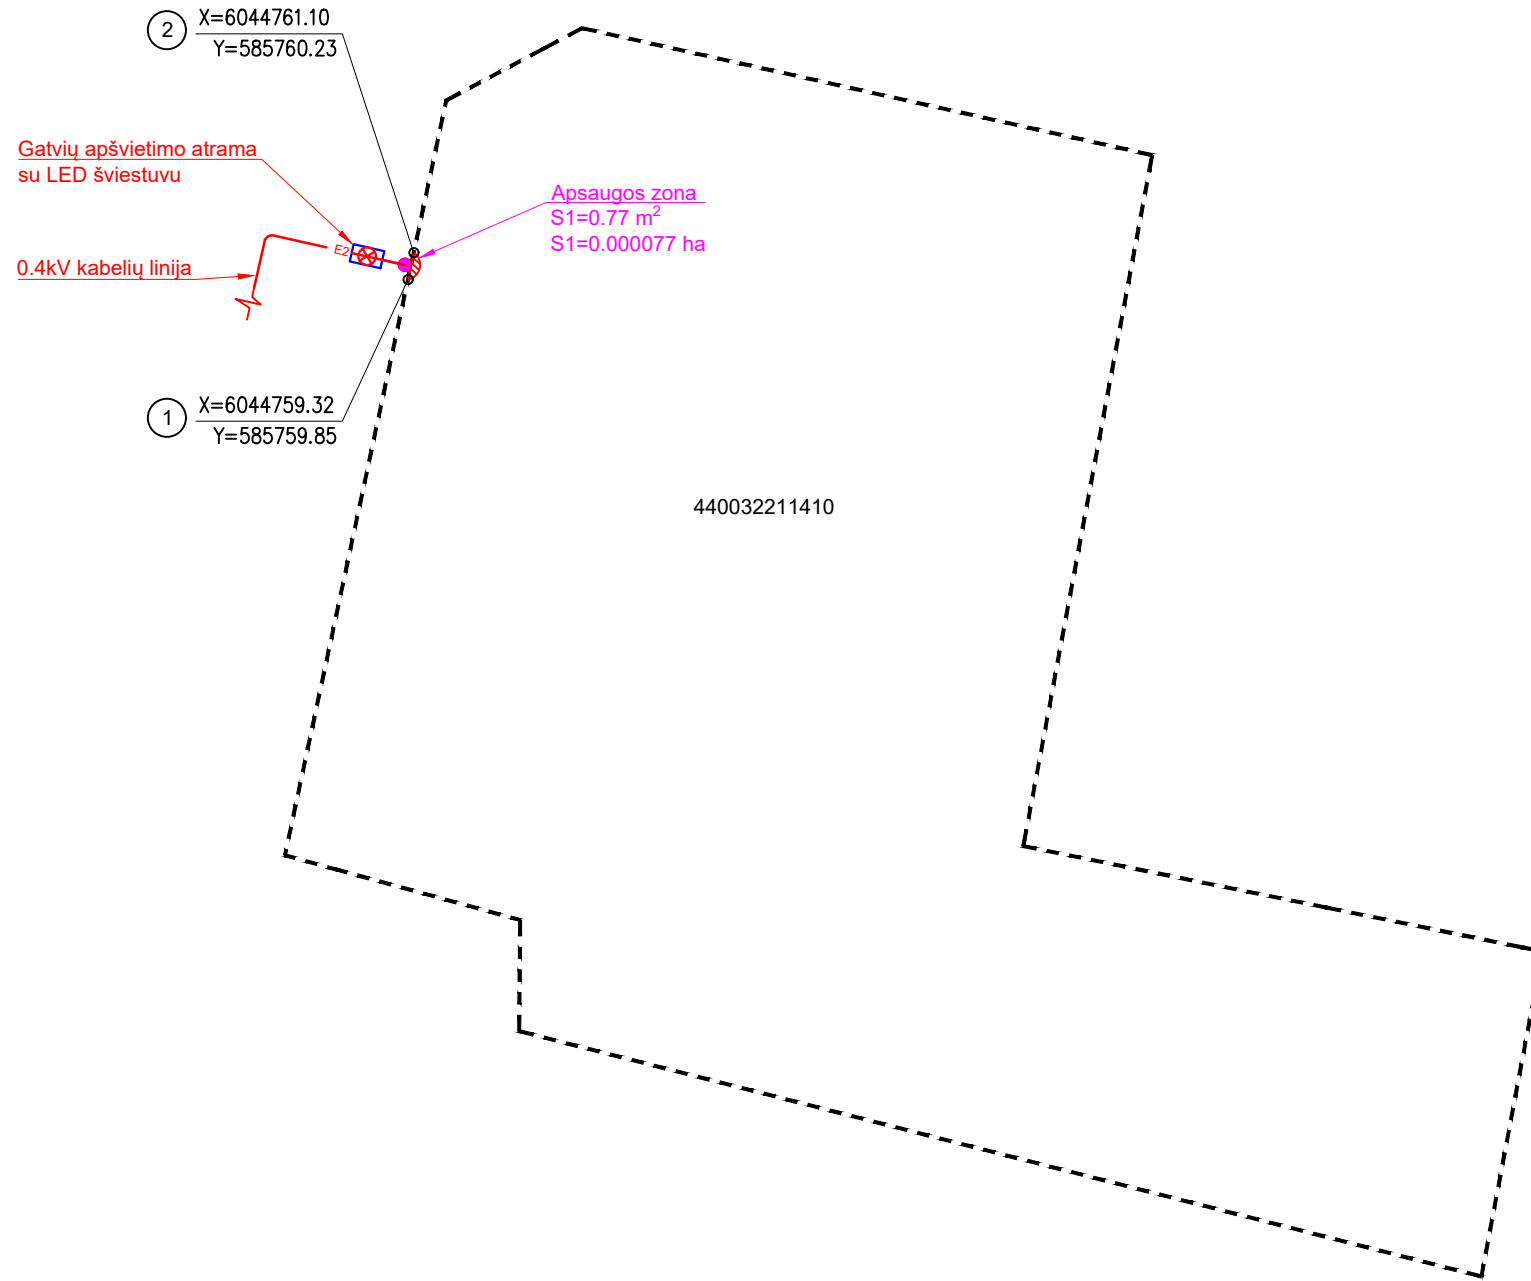 2
X=6044761.10
Y=585760.23
Gatvių apšvietimo atrama
su LED šviestuvu
Apsaugos zona
S1=0.77 m²
S1=0.000077 ha
E2
0.4kV kabelių linija
1
X=6044759.32
Y=585759.85
440032211410